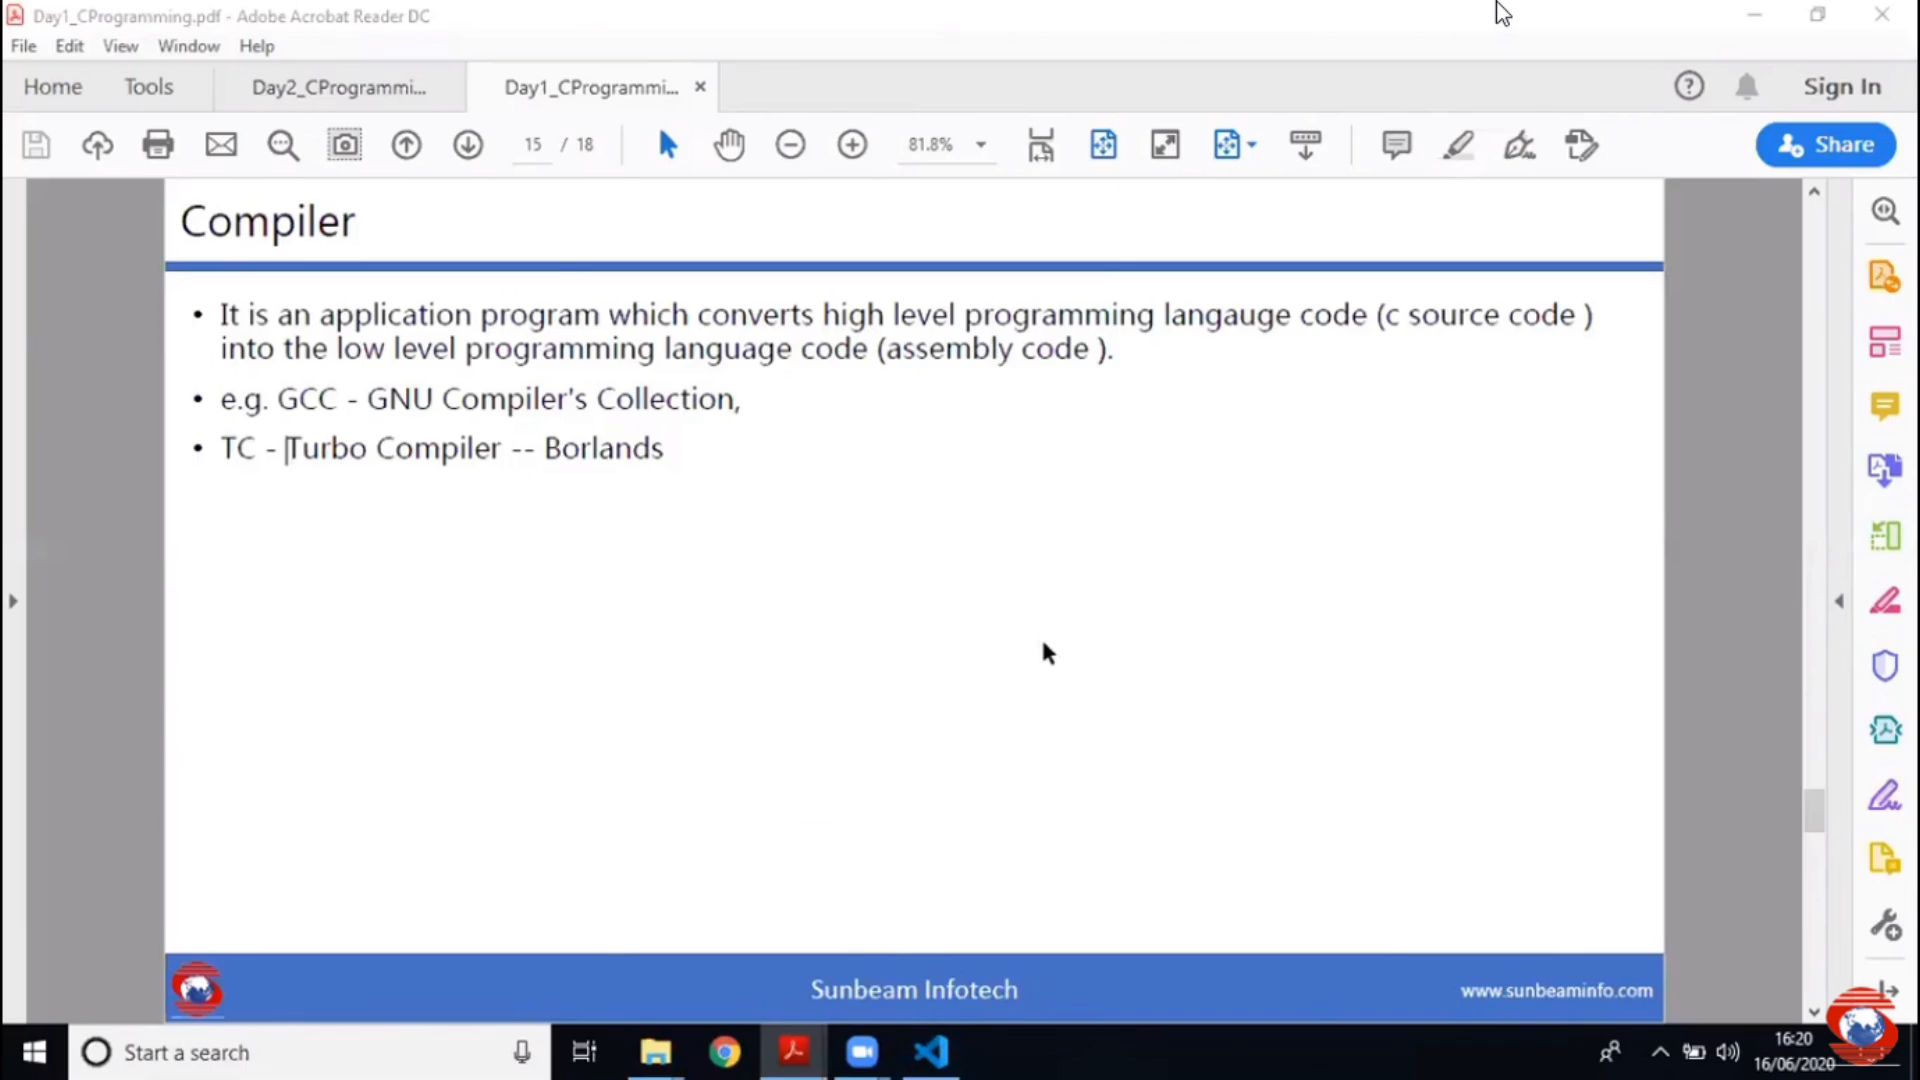 Day1_CProgramming.pdf - Adobe Acrobat Reader DC
File Edit View Window Help
Home Tools Day2_CProgrammi... Day1_CProgrammi... × Sign In
15 / 18 81.8% Share
Compiler
• It is an application program which converts high level programming langauge code (c source code )
into the low level programming language code (assembly code ).
• e.g. GCC - GNU Compiler's Collection,
• TC - Turbo Compiler -- Borlands
Sunbeam Infotech www.sunbeaminfo.com
Start a search
16:20
16/06/2020